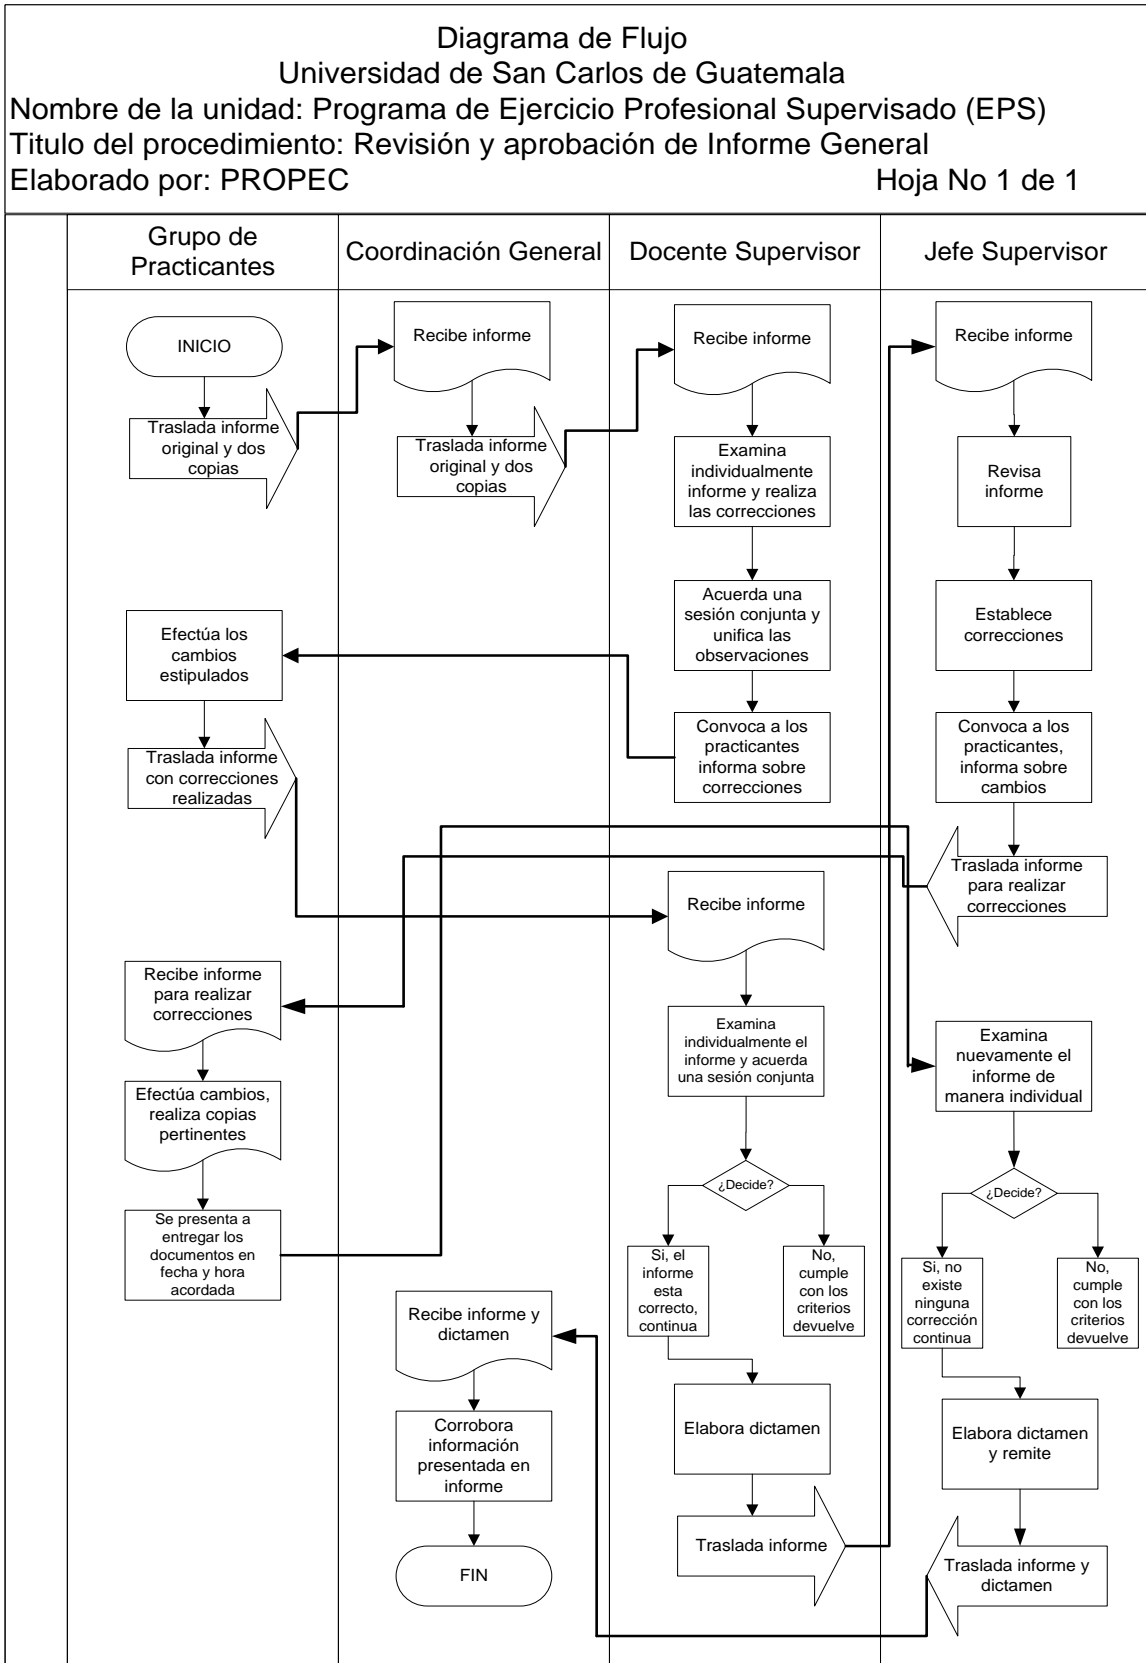 Diagrama de Flujo
Universidad de San Carlos de Guatemala
Nombre de la unidad: Programa de Ejercicio Profesional Supervisado (EPS)
Titulo del procedimiento: Revisión y aprobación de Informe General
Elaborado por: PROPEC
Hoja No 1 de 1
Grupo de
Practicantes
Coordinación General
Docente Supervisor
Jefe Supervisor
INICIO
Traslada informe
original y dos
copias
Recibe informe
Traslada informe
original y dos
copias
Recibe informe
Examina
individualmente
informe y realiza
las correcciones
Acuerda una
sesión conjunta y
unifica las
observaciones
Convoca a los
practicantes
informa sobre
correcciones
Efectúa los
cambios
estipulados
Traslada informe
con correcciones
realizadas
Recibe informe
Examina
individualmente el
informe y acuerda
una sesión conjunta
¿Decide?
Si, el
informe
esta
correcto,
continua
No,
cumple
con los
criterios
devuelve
Elabora dictamen
Traslada informe
Recibe informe
Revisa
informe
Establece
correcciones
Convoca a los
practicantes,
informa sobre
cambios
Traslada informe
para realizar
correcciones
Recibe informe
para realizar
correcciones
Efectúa cambios,
realiza copias
pertinentes
Se presenta a
entregar los
documentos en
fecha y hora
acordada
Examina
nuevamente el
informe de
manera individual
¿Decide?
Si, no
existe
ninguna
corrección
continua
No,
cumple
con los
criterios
devuelve
Elabora dictamen
y remite
Traslada informe y
dictamen
Recibe informe y
dictamen
Corrobora
información
presentada en
informe
FIN